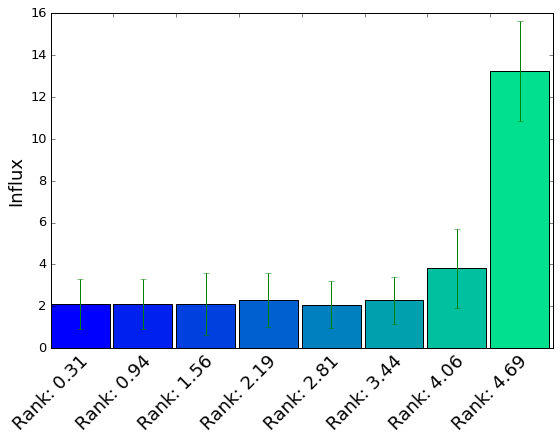 16
14
12
10
8
6
4
2
0
Influx
Rank: 0.31
Rank: 0.94
Rank: 1.56
Rank: 2.19
Rank: 2.81
Rank: 3.44
Rank: 4.06
Rank: 4.69